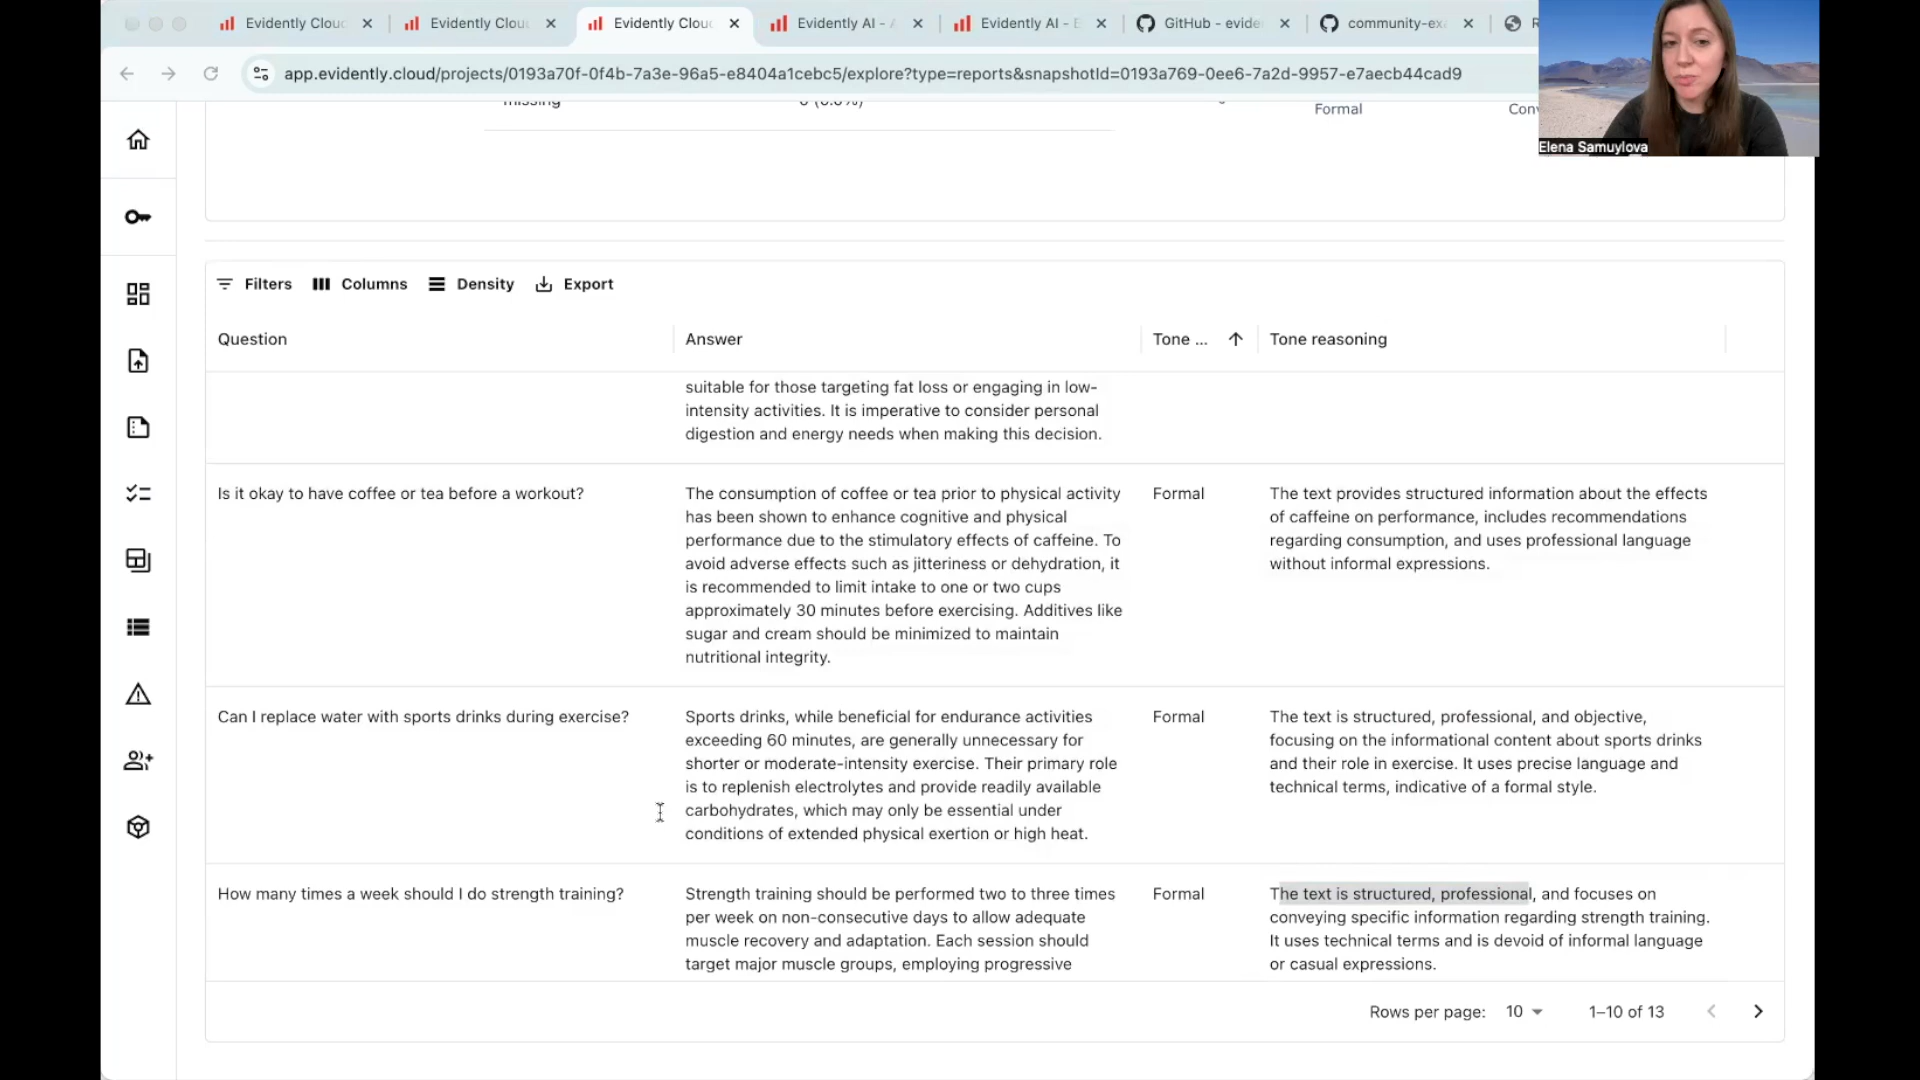 Evidently Clou
Evidently Clou
Evidently Clou
Evidently AI -
Evidently AI -
GitHub - evide
community-ex
app.evidently.cloud/projects/0193a70f-0f4b-7a3e-96a5-e8404a1cebc5/explore?type=reports&snapshotId=0193a769-0ee6-7a2d-9957-e7aecb44cad9
Elena Samuylova
missing
Formal
Filters
Columns
Density
Export
Question
Answer
Tone ...
Tone reasoning
suitable for those targeting fat loss or engaging in low-
intensity activities. It is imperative to consider personal
digestion and energy needs when making this decision.
Is it okay to have coffee or tea before a workout?
The consumption of coffee or tea prior to physical activity
has been shown to enhance cognitive and physical
performance due to the stimulatory effects of caffeine. To
avoid adverse effects such as jitteriness or dehydration, it
is recommended to limit intake to one or two cups
approximately 30 minutes before exercising. Additives like
sugar and cream should be minimized to maintain
nutritional integrity.
Formal
The text provides structured information about the effects
of caffeine on performance, includes recommendations
regarding consumption, and uses professional language
without informal expressions.
Can I replace water with sports drinks during exercise?
Sports drinks, while beneficial for endurance activities
exceeding 60 minutes, are generally unnecessary for
shorter or moderate-intensity exercise. Their primary role
is to replenish electrolytes and provide readily available
carbohydrates, which may only be essential under
conditions of extended physical exertion or high heat.
Formal
The text is structured, professional, and objective,
focusing on the informational content about sports drinks
and their role in exercise. It uses precise language and
technical terms, indicative of a formal style.
How many times a week should I do strength training?
Strength training should be performed two to three times
per week on non-consecutive days to allow adequate
muscle recovery and adaptation. Each session should
target major muscle groups, employing progressive
Formal
The text is structured, professional, and focuses on
conveying specific information regarding strength training.
It uses technical terms and is devoid of informal language
or casual expressions.
Rows per page:
10
1–10 of 13